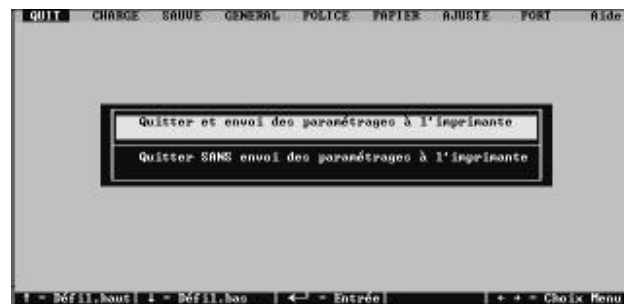 QUIT CHARGE SAUVE GENERAL POLICE PAPIER AJUSTE PORT Aide
Quitter et envoi des paramétrages à l'imprimante
Quitter SANS envoi des paramétrages à l'imprimante
↑ = Défil.haut ↓ = Défil.bas ←┘ = Entrée ← → = Choix Menu